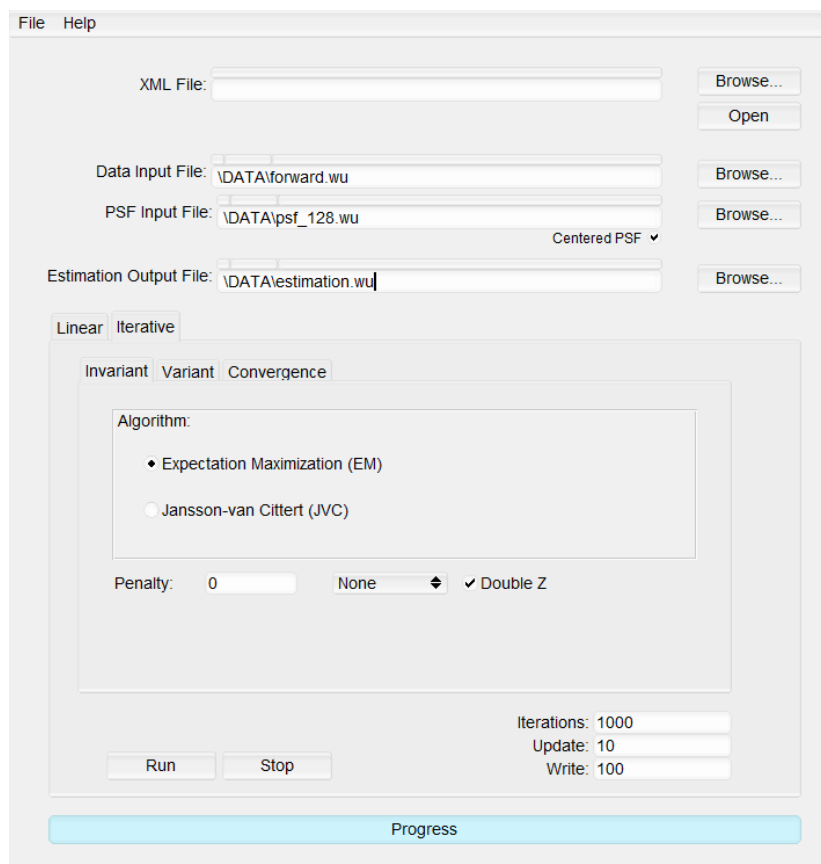 File Help
XML File: Browse...
Open
Data Input File: \DATA\forward.wu Browse...
PSF Input File: \DATA\psf_128.wu Browse...
Centered PSF
Estimation Output File: \DATA\estimation.wu Browse...
Linear Iterative
Invariant Variant Convergence
Algorithm:
Expectation Maximization (EM)
Jansson-van Cittert (JVC)
Penalty: 0 None Double Z
Iterations: 1000
Update: 10
Run Stop Write: 100
Progress